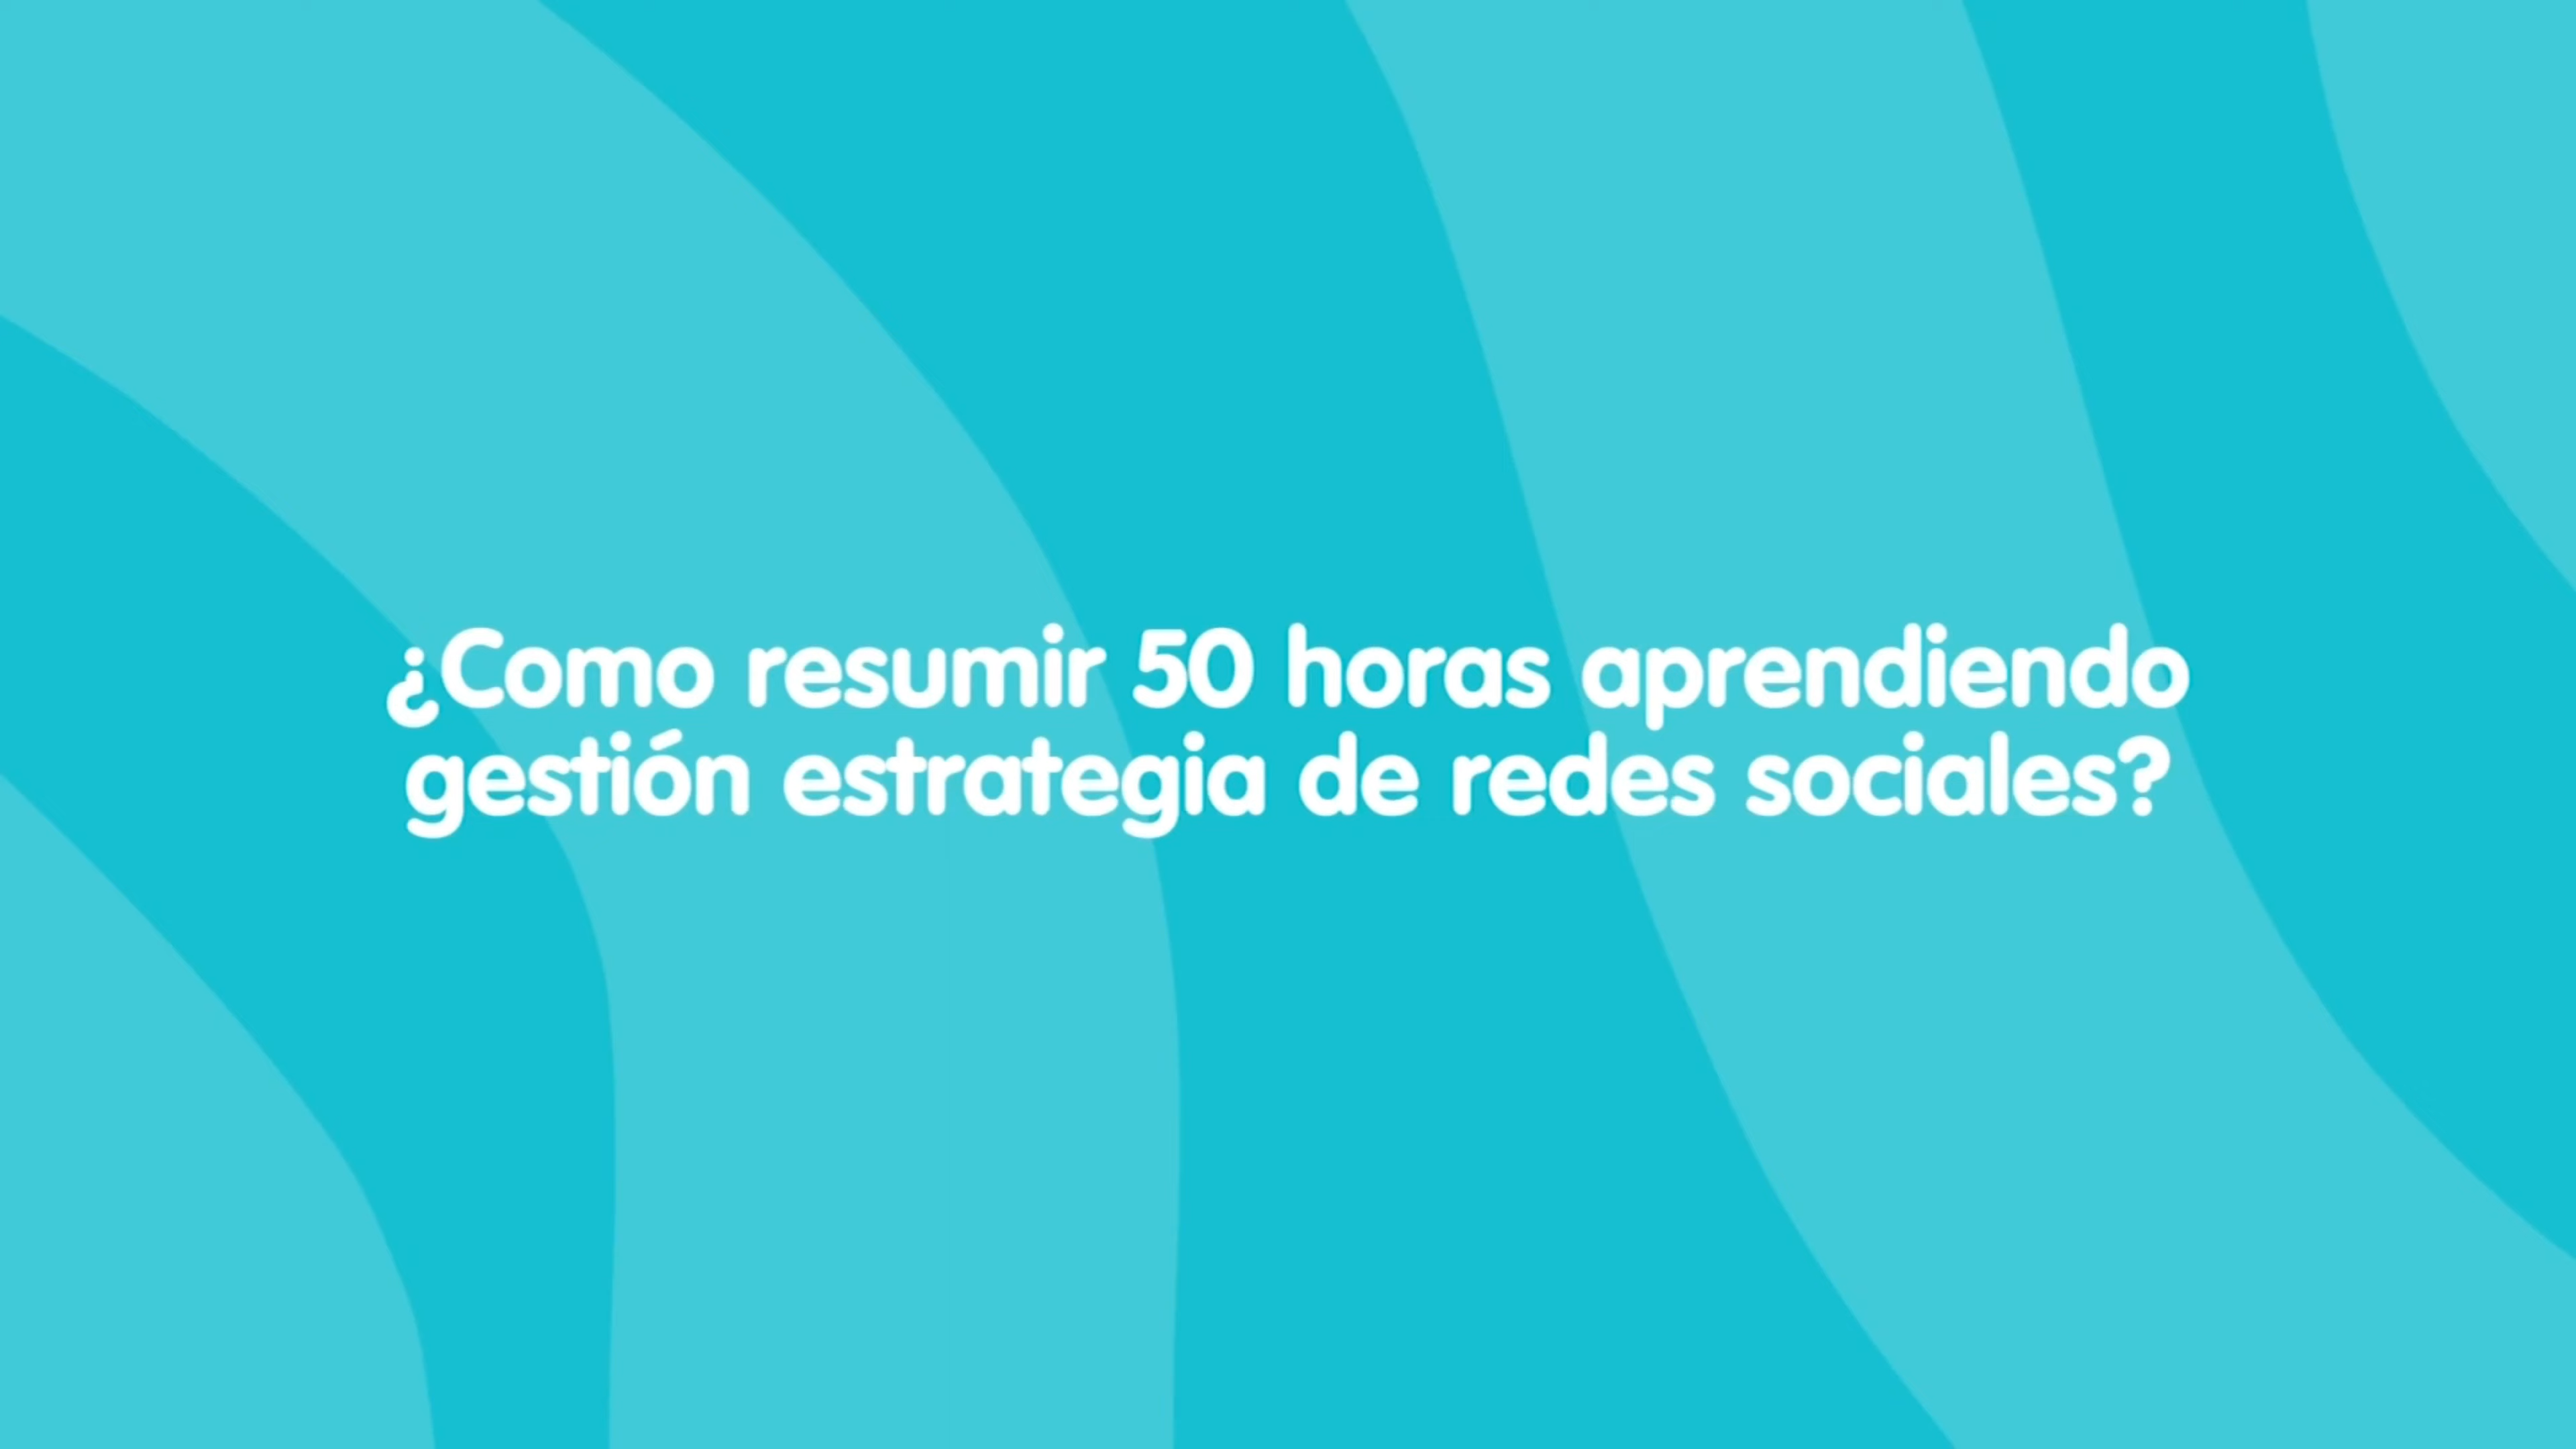 ¿Como resumir 50 horas aprendiendo
gestión estrategia de redes sociales?